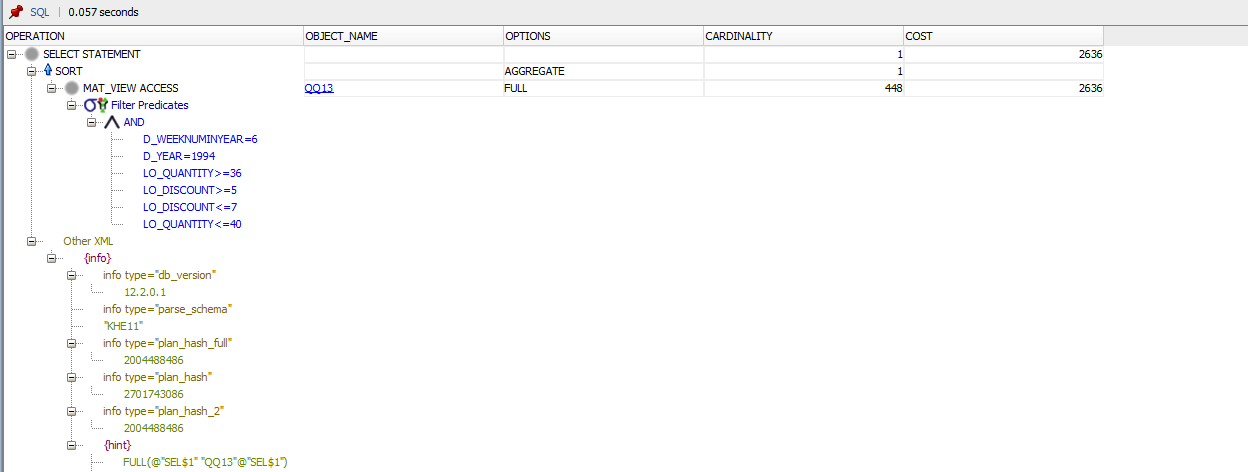 SQL | 0.057 seconds
OPERATION OBJECT_NAME OPTIONS CARDINALITY COST
SELECT STATEMENT 1 2636
SORT AGGREGATE 1
MAT_VIEW ACCESS QQ13 FULL 448 2636
Filter Predicates
AND
D_WEEKNUMINYEAR=6
D_YEAR=1994
LO_QUANTITY>=36
LO_DISCOUNT>=5
LO_DISCOUNT<=7
LO_QUANTITY<=40
Other XML
{info}
info type="db_version"
12.2.0.1
info type="parse_schema"
"KHE11"
info type="plan_hash_full"
2004488486
info type="plan_hash"
2701743086
info type="plan_hash_2"
2004488486
{hint}
FULL(@"SEL$1" "QQ13"@"SEL$1")